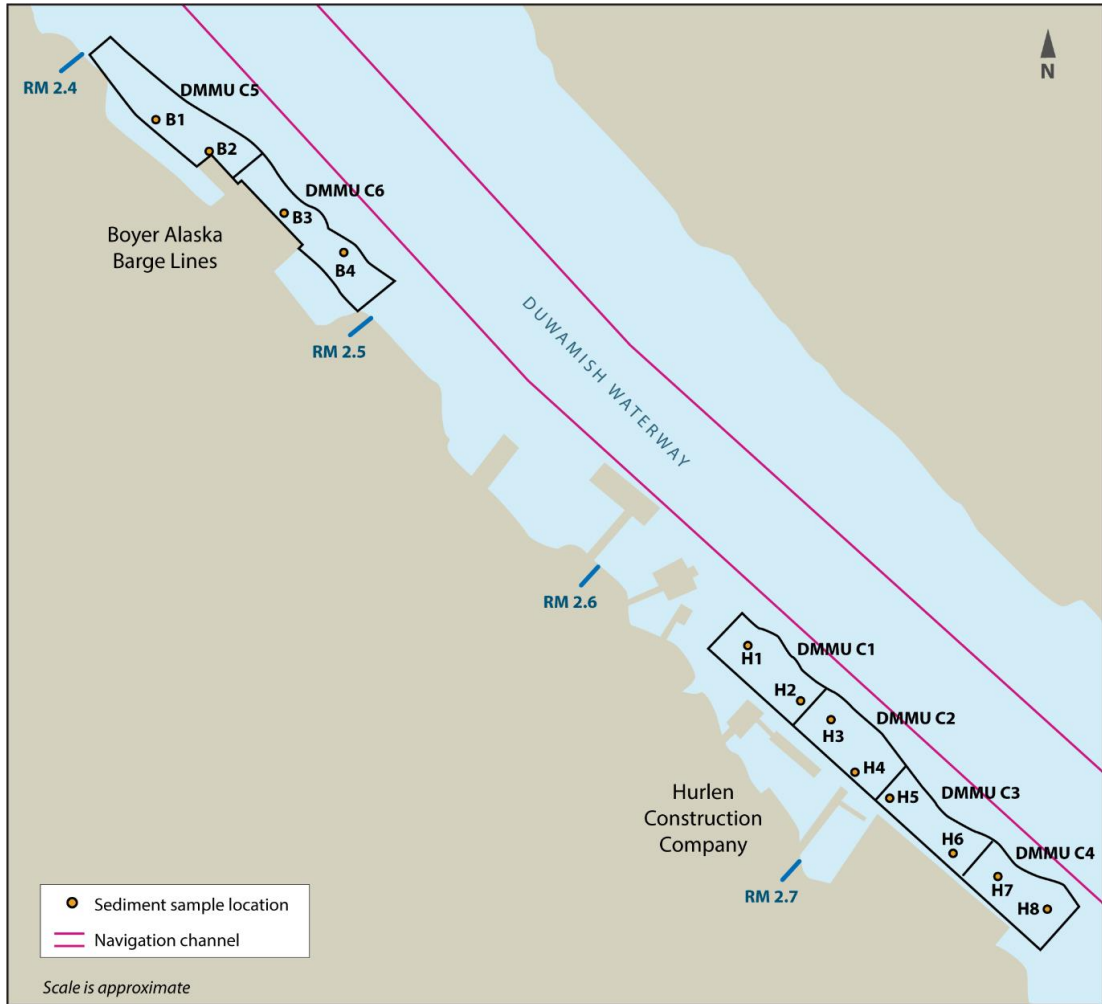 N
RM 2.4
DMMU C5
B1
B2
DMMU C6
B3
B4
Boyer Alaska
Barge Lines
RM 2.5
DUWAMISH WATERWAY
RM 2.6
H1
DMMU C1
H2
H3
DMMU C2
H4
H5
DMMU C3
H6
DMMU C4
H7
H8
Hurlen
Construction
Company
RM 2.7
Sediment sample location
Navigation channel
Scale is approximate